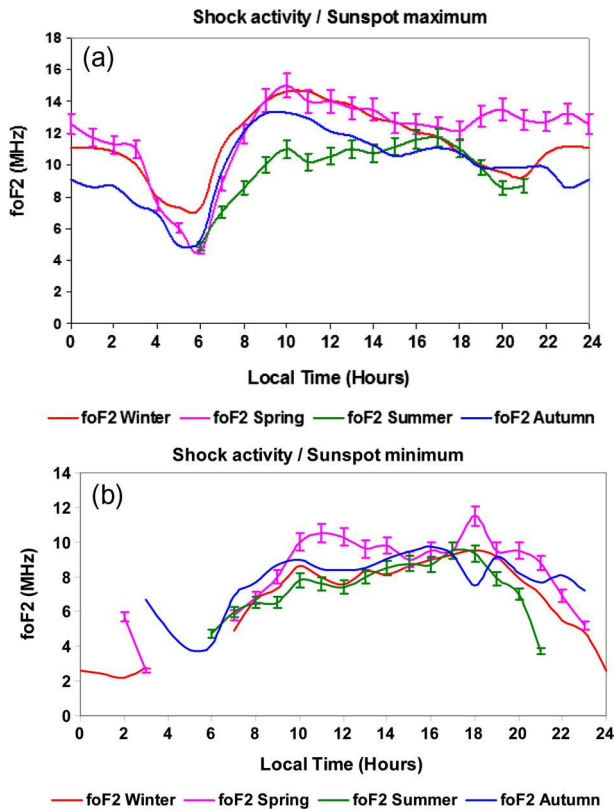 Shock activity / Sunspot maximum
(a)
18
16
14
12
10
8
6
4
2
0
foF2 (MHz)
0 2 4 6 8 10 12 14 16 18 20 22 24
Local Time (Hours)
foF2 Winter foF2 Spring foF2 Summer foF2 Autumn
Shock activity / Sunspot minimum
(b)
14
12
10
8
6
4
2
0
foF2 (MHz)
0 2 4 6 8 10 12 14 16 18 20 22 24
Local Time (Hours)
foF2 Winter foF2 Spring foF2 Summer foF2 Autumn